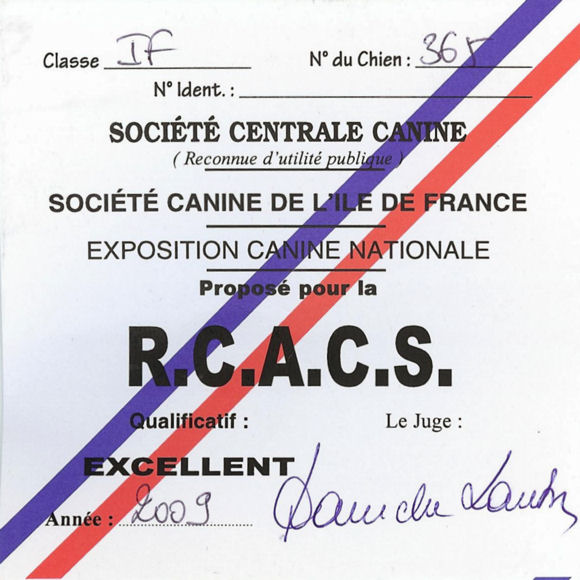 Classe IF N° du Chien : 365
N° Ident. :
SOCIÉTÉ CENTRALE CANINE
( Reconnue d'utilité publique )
SOCIÉTÉ CANINE DE L'ILE DE FRANCE
EXPOSITION CANINE NATIONALE
Proposé pour la
R.C.A.C.S.
Qualificatif : Le Juge :
EXCELLENT
Année : 2009